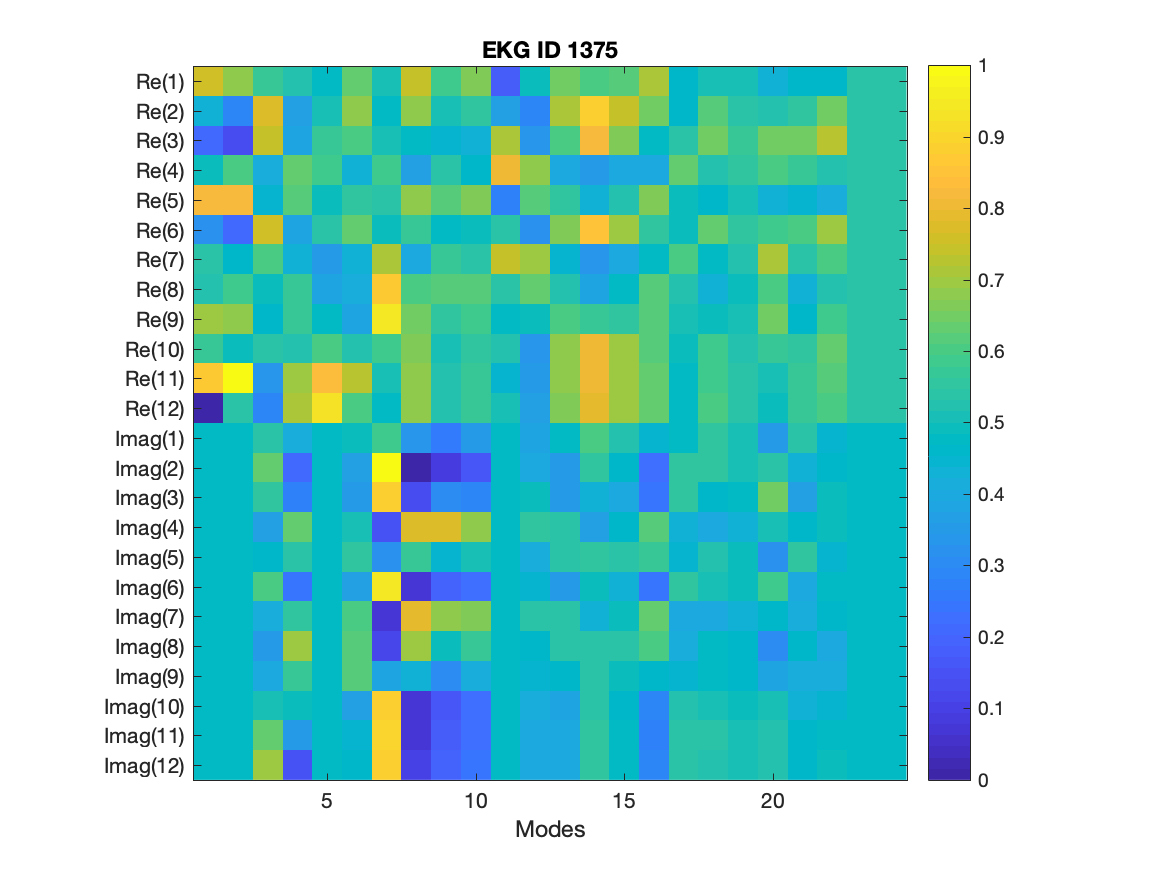 EKG ID 1375
Re(1)
Re(2)
Re(3)
Re(4)
Re(5)
Re(6)
Re(7)
Re(8)
Re(9)
Re(10)
Re(11)
Re(12)
Imag(1)
Imag(2)
Imag(3)
Imag(4)
Imag(5)
Imag(6)
Imag(7)
Imag(8)
Imag(9)
Imag(10)
Imag(11)
Imag(12)
5 10 15 20
Modes
1
0.9
0.8
0.7
0.6
0.5
0.4
0.3
0.2
0.1
0